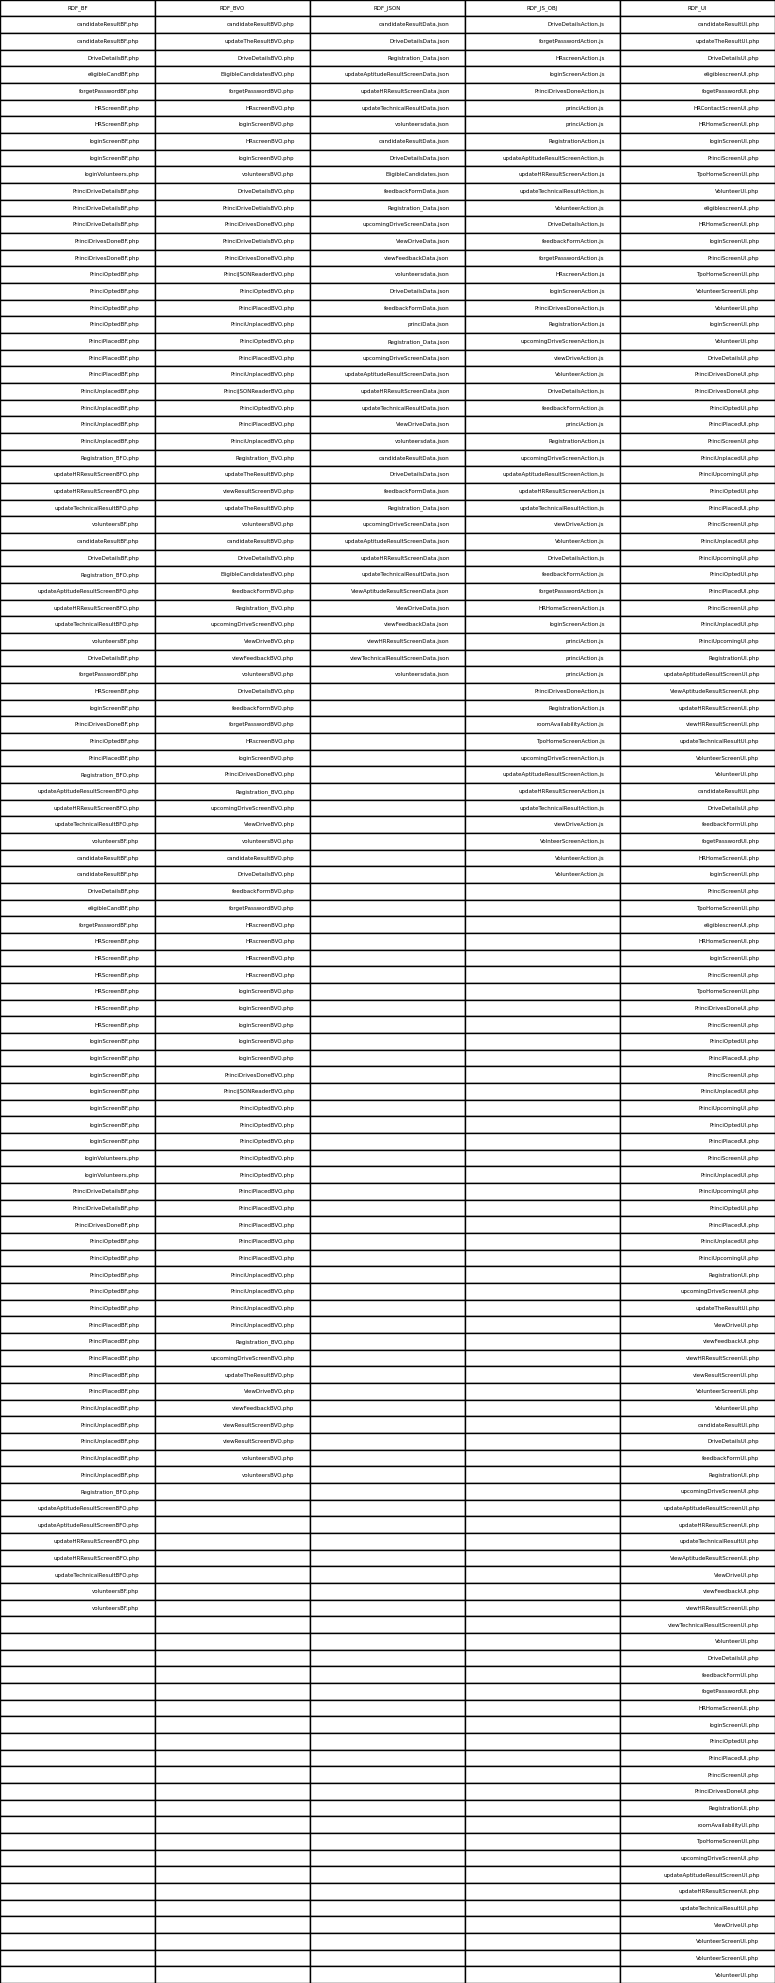 RDF_BF RDF_BVO RDF_JSON RDF_JS_OBJ RDF_UI
candidateResultBF.php candidateResultBVO.php candidateResultData.json DriveDetailsAction.js candidateResultUI.php
candidateResultBF.php updateTheResultBVO.php DriveDetailsData.json forgetPasswordAction.js updateTheResultUI.php
DriveDetailsBF.php DriveDetailsBVO.php Registration_Data.json HRscreenAction.js DriveDetailsUI.php
eligibleCandBF.php EligibleCandidatesBVO.php updateAptitudeResultScreenData.json loginScreenAction.js eligiblescreenUI.php
forgetPasswordBF.php forgetPasswordBVO.php updateHRResultScreenData.json PrinciDrivesDoneAction.js fogetPasswordUI.php
HRScreenBF.php HRscreenBVO.php updateTechnicalResultData.json princiAction.js HRContactScreenUI.php
HRScreenBF.php loginScreenBVO.php volunteersdata.json princiAction.js HRHomeScreenUI.php
loginScreenBF.php HRscreenBVO.php candidateResultData.json RegistrationAction.js loginScreenUI.php
loginScreenBF.php loginScreenBVO.php DriveDetailsData.json updateAptitudeResultScreenAction.js PrinciScreenUI.php
loginVolunteers.php volunteersBVO.php EligibleCandidates.json updateHRResultScreenAction.js TpoHomeScreenUI.php
PrinciDriveDetailsBF.php DriveDetailsBVO.php feedbackFormData.json updateTechnicalResultAction.js VolunteerUI.php
PrinciDriveDetailsBF.php PrinciDriveDetialsBVO.php Registration_Data.json VolunteerAction.js eligiblescreenUI.php
PrinciDriveDetailsBF.php PrinciDrivesDoneBVO.php upcomingDriveScreenData.json DriveDetailsAction.js HRHomeScreenUI.php
PrinciDrivesDoneBF.php PrinciDriveDetialsBVO.php ViewDriveData.json feedbackFormAction.js loginScreenUI.php
PrinciDrivesDoneBF.php PrinciDrivesDoneBVO.php viewFeedbackData.json forgetPasswordAction.js PrinciScreenUI.php
PrinciOptedBF.php PrinciJSONReaderBVO.php volunteersdata.json HRscreenAction.js TpoHomeScreenUI.php
PrinciOptedBF.php PrinciOptedBVO.php DriveDetailsData.json loginScreenAction.js VolunteerScreenUI.php
PrinciOptedBF.php PrinciPlacedBVO.php feedbackFormData.json PrinciDrivesDoneAction.js VolunteerUI.php
PrinciOptedBF.php PrinciUnplacedBVO.php princiData.json RegistrationAction.js loginScreenUI.php
PrinciPlacedBF.php PrinciOptedBVO.php Registration_Data.json upcomingDriveScreenAction.js VolunteerUI.php
PrinciPlacedBF.php PrinciPlacedBVO.php upcomingDriveScreenData.json viewDriveAction.js DriveDetailsUI.php
PrinciPlacedBF.php PrinciUnplacedBVO.php updateAptitudeResultScreenData.json VolunteerAction.js PrinciDrivesDoneUI.php
PrinciUnplacedBF.php PrinciJSONReaderBVO.php updateHRResultScreenData.json DriveDetailsAction.js PrinciDrivesDoneUI.php
PrinciUnplacedBF.php PrinciOptedBVO.php updateTechnicalResultData.json feedbackFormAction.js PrinciOptedUI.php
PrinciUnplacedBF.php PrinciPlacedBVO.php ViewDriveData.json princiAction.js PrinciPlacedUI.php
PrinciUnplacedBF.php PrinciUnplacedBVO.php volunteersdata.json RegistrationAction.js PrinciScreenUI.php
Registration_BFO.php Registration_BVO.php candidateResultData.json upcomingDriveScreenAction.js PrinciUnplacedUI.php
updateHRResultScreenBFO.php updateTheResultBVO.php DriveDetailsData.json updateAptitudeResultScreenAction.js PrinciUpcomingUI.php
updateHRResultScreenBFO.php viewResultScreenBVO.php feedbackFormData.json updateHRResultScreenAction.js PrinciOptedUI.php
updateTechnicalResultBFO.php updateTheResultBVO.php Registration_Data.json updateTechnicalResultAction.js PrinciPlacedUI.php
volunteersBF.php volunteersBVO.php upcomingDriveScreenData.json viewDriveAction.js PrinciScreenUI.php
candidateResultBF.php candidateResultBVO.php updateAptitudeResultScreenData.json VolunteerAction.js PrinciUnplacedUI.php
DriveDetailsBF.php DriveDetailsBVO.php updateHRResultScreenData.json DriveDetailsAction.js PrinciUpcomingUI.php
Registration_BFO.php EligibleCandidatesBVO.php updateTechnicalResultData.json feedbackFormAction.js PrinciOptedUI.php
updateAptitudeResultScreenBFO.php feedbackFormBVO.php ViewAptitudeResultScreenData.json forgetPasswordAction.js PrinciPlacedUI.php
updateHRResultScreenBFO.php Registration_BVO.php ViewDriveData.json HRHomeScreenAction.js PrinciScreenUI.php
updateTechnicalResultBFO.php upcomingDriveScreenBVO.php viewFeedbackData.json loginScreenAction.js PrinciUnplacedUI.php
volunteersBF.php ViewDriveBVO.php viewHRResultScreenData.json princiAction.js PrinciUpcomingUI.php
DriveDetailsBF.php viewFeedbackBVO.php viewTechnicalResultScreenData.json princiAction.js RegistrationUI.php
forgetPasswordBF.php volunteersBVO.php volunteersdata.json princiAction.js updateAptitudeResultScreenUI.php
HRScreenBF.php DriveDetailsBVO.php PrinciDrivesDoneAction.js ViewAptitudeResultScreenUI.php
loginScreenBF.php feedbackFormBVO.php RegistrationAction.js updateHRResultScreenUI.php
PrinciDrivesDoneBF.php forgetPasswordBVO.php roomAvailabilityAction.js viewHRResultScreenUI.php
PrinciOptedBF.php HRscreenBVO.php TpoHomeScreenAction.js updateTechnicalResultUI.php
PrinciPlacedBF.php loginScreenBVO.php upcomingDriveScreenAction.js VolunteerScreenUI.php
Registration_BFO.php PrinciDrivesDoneBVO.php updateAptitudeResultScreenAction.js VolunteerUI.php
updateAptitudeResultScreenBFO.php Registration_BVO.php updateHRResultScreenAction.js candidateResultUI.php
updateHRResultScreenBFO.php upcomingDriveScreenBVO.php updateTechnicalResultAction.js DriveDetailsUI.php
updateTechnicalResultBFO.php ViewDriveBVO.php viewDriveAction.js feedbackFormUI.php
volunteersBF.php volunteersBVO.php VolnteerScreenAction.js fogetPasswordUI.php
candidateResultBF.php candidateResultBVO.php VolunteerAction.js HRHomeScreenUI.php
candidateResultBF.php DriveDetailsBVO.php VolunteerAction.js loginScreenUI.php
DriveDetailsBF.php feedbackFormBVO.php PrinciScreenUI.php
eligibleCandBF.php forgetPasswordBVO.php TpoHomeScreenUI.php
forgetPasswordBF.php HRscreenBVO.php eligiblescreenUI.php
HRScreenBF.php HRscreenBVO.php HRHomeScreenUI.php
HRScreenBF.php HRscreenBVO.php loginScreenUI.php
HRScreenBF.php HRscreenBVO.php PrinciScreenUI.php
HRScreenBF.php loginScreenBVO.php TpoHomeScreenUI.php
HRScreenBF.php loginScreenBVO.php PrinciDrivesDoneUI.php
HRScreenBF.php loginScreenBVO.php PrinciScreenUI.php
loginScreenBF.php loginScreenBVO.php PrinciOptedUI.php
loginScreenBF.php loginScreenBVO.php PrinciPlacedUI.php
loginScreenBF.php PrinciDrivesDoneBVO.php PrinciScreenUI.php
loginScreenBF.php PrinciJSONReaderBVO.php PrinciUnplacedUI.php
loginScreenBF.php PrinciOptedBVO.php PrinciUpcomingUI.php
loginScreenBF.php PrinciOptedBVO.php PrinciOptedUI.php
loginScreenBF.php PrinciOptedBVO.php PrinciPlacedUI.php
loginVolunteers.php PrinciOptedBVO.php PrinciScreenUI.php
loginVolunteers.php PrinciOptedBVO.php PrinciUnplacedUI.php
PrinciDriveDetailsBF.php PrinciPlacedBVO.php PrinciUpcomingUI.php
PrinciDriveDetailsBF.php PrinciPlacedBVO.php PrinciOptedUI.php
PrinciDrivesDoneBF.php PrinciPlacedBVO.php PrinciPlacedUI.php
PrinciOptedBF.php PrinciPlacedBVO.php PrinciUnplacedUI.php
PrinciOptedBF.php PrinciPlacedBVO.php PrinciUpcomingUI.php
PrinciOptedBF.php PrinciUnplacedBVO.php RegistrationUI.php
PrinciOptedBF.php PrinciUnplacedBVO.php upcomingDriveScreenUI.php
PrinciOptedBF.php PrinciUnplacedBVO.php updateTheResultUI.php
PrinciPlacedBF.php PrinciUnplacedBVO.php ViewDriveUI.php
PrinciPlacedBF.php Registration_BVO.php viewFeedbackUI.php
PrinciPlacedBF.php upcomingDriveScreenBVO.php viewHRResultScreenUI.php
PrinciPlacedBF.php updateTheResultBVO.php viewResultScreenUI.php
PrinciPlacedBF.php ViewDriveBVO.php VolunteerScreenUI.php
PrinciUnplacedBF.php viewFeedbackBVO.php VolunteerUI.php
PrinciUnplacedBF.php viewResultScreenBVO.php candidateResultUI.php
PrinciUnplacedBF.php viewResultScreenBVO.php DriveDetailsUI.php
PrinciUnplacedBF.php volunteersBVO.php feedbackFormUI.php
PrinciUnplacedBF.php volunteersBVO.php RegistrationUI.php
Registration_BFO.php upcomingDriveScreenUI.php
updateAptitudeResultScreenBFO.php updateAptitudeResultScreenUI.php
updateAptitudeResultScreenBFO.php updateHRResultScreenUI.php
updateHRResultScreenBFO.php updateTechnicalResultUI.php
updateHRResultScreenBFO.php ViewAptitudeResultScreenUI.php
updateTechnicalResultBFO.php ViewDriveUI.php
volunteersBF.php viewFeedbackUI.php
volunteersBF.php viewHRResultScreenUI.php
viewTechnicalResultScreenUI.php
VolunteerUI.php
DriveDetailsUI.php
feedbackFormUI.php
fogetPasswordUI.php
HRHomeScreenUI.php
loginScreenUI.php
PrinciOptedUI.php
PrinciPlacedUI.php
PrinciScreenUI.php
PrinciDrivesDoneUI.php
RegistrationUI.php
roomAvailabilityUI.php
TpoHomeScreenUI.php
upcomingDriveScreenUI.php
updateAptitudeResultScreenUI.php
updateHRResultScreenUI.php
updateTechnicalResultUI.php
ViewDriveUI.php
VolunteerScreenUI.php
VolunteerScreenUI.php
VolunteerUI.php